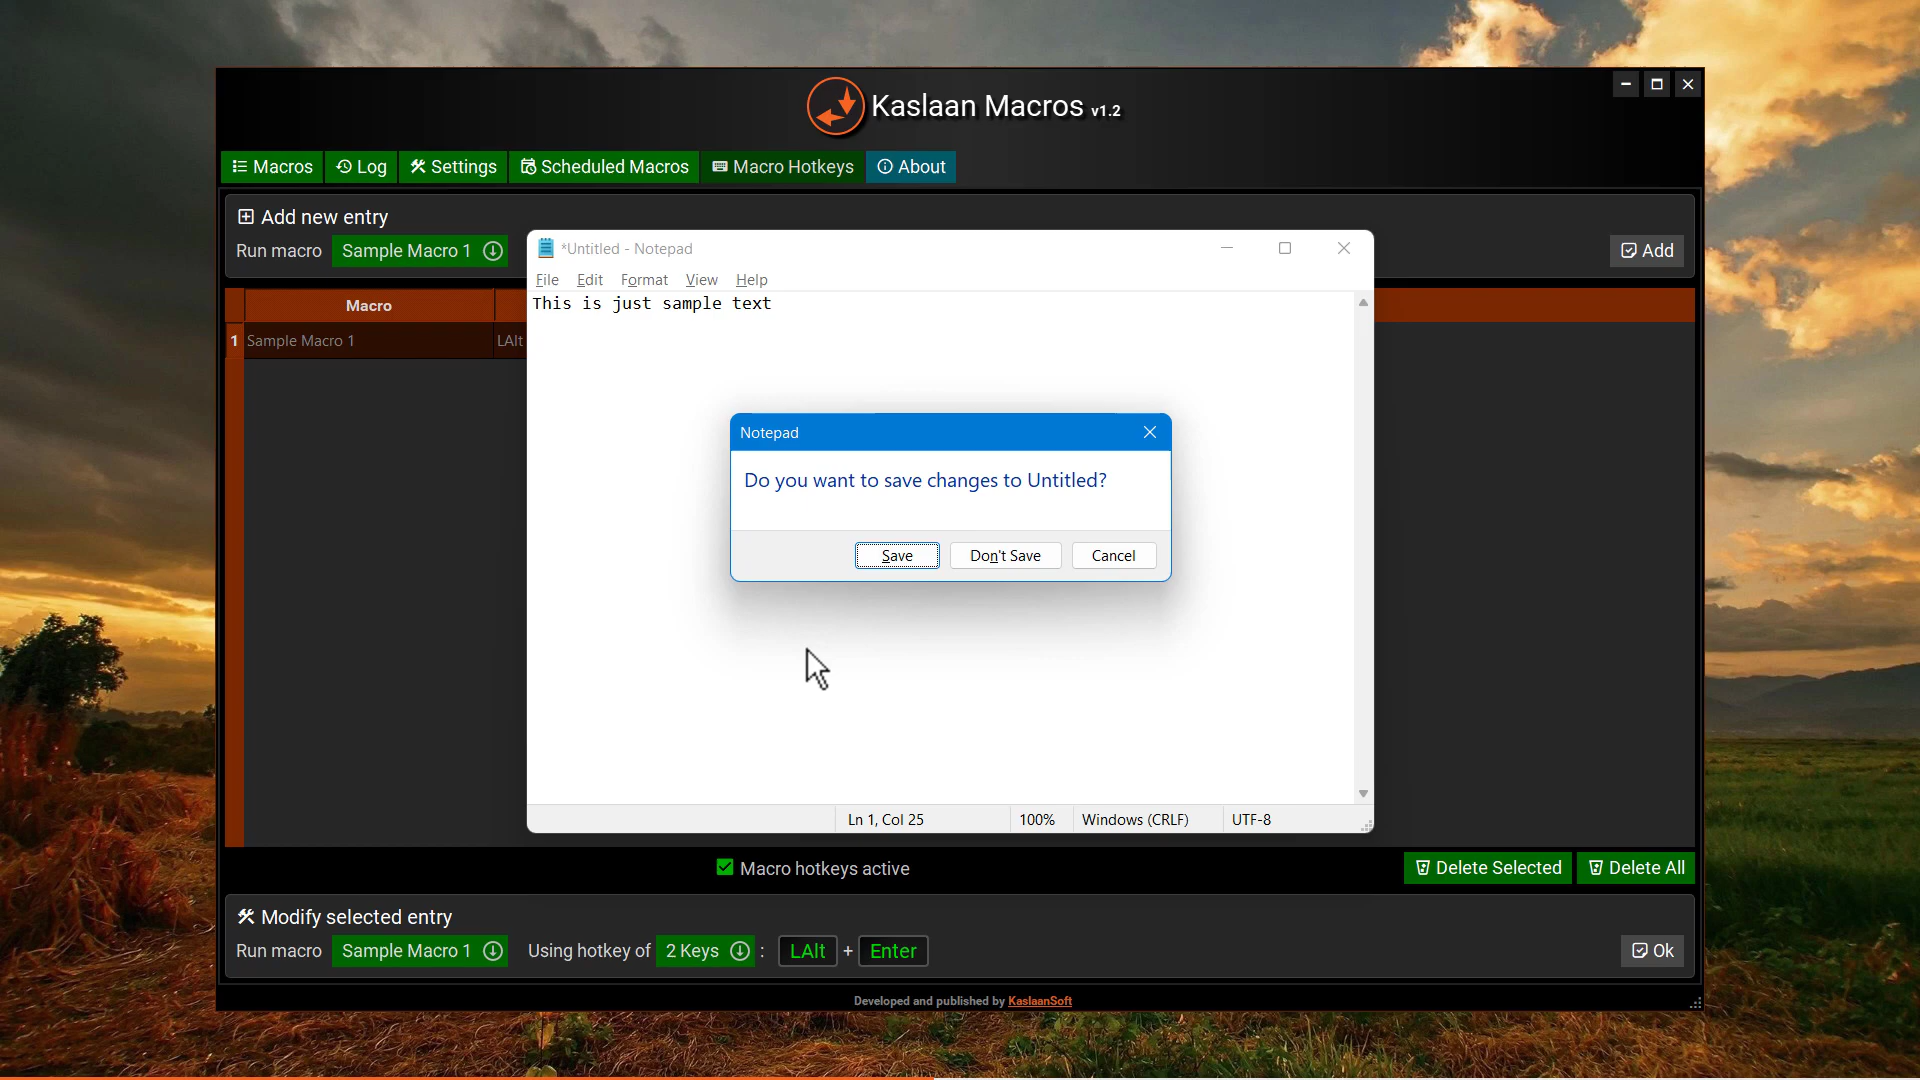 Kaslaan Macros v1.2
Macros Log Settings Scheduled Macros Macro Hotkeys About
Add new entry
Run macro Sample Macro 1 Add
*Untitled - Notepad
File Edit Format View Help
This is just sample text
Macro
1 Sample Macro 1 LAlt
Notepad
Do you want to save changes to Untitled?
Save Don't Save Cancel
Ln 1, Col 25 100% Windows (CRLF) UTF-8
Macro hotkeys active Delete Selected Delete All
Modify selected entry
Run macro Sample Macro 1 Using hotkey of 2 Keys : LAlt + Enter Ok
Developed and published by KaslaanSoft